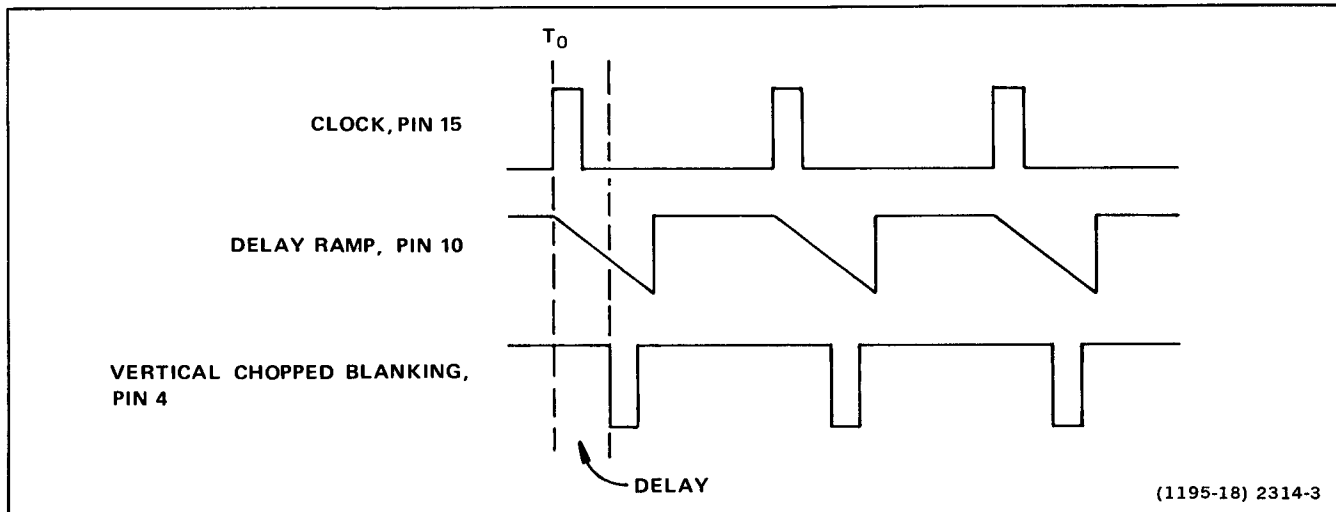 T0
CLOCK, PIN 15
DELAY RAMP, PIN 10
VERTICAL CHOPPED BLANKING,
PIN 4
DELAY
(1195-18) 2314-3